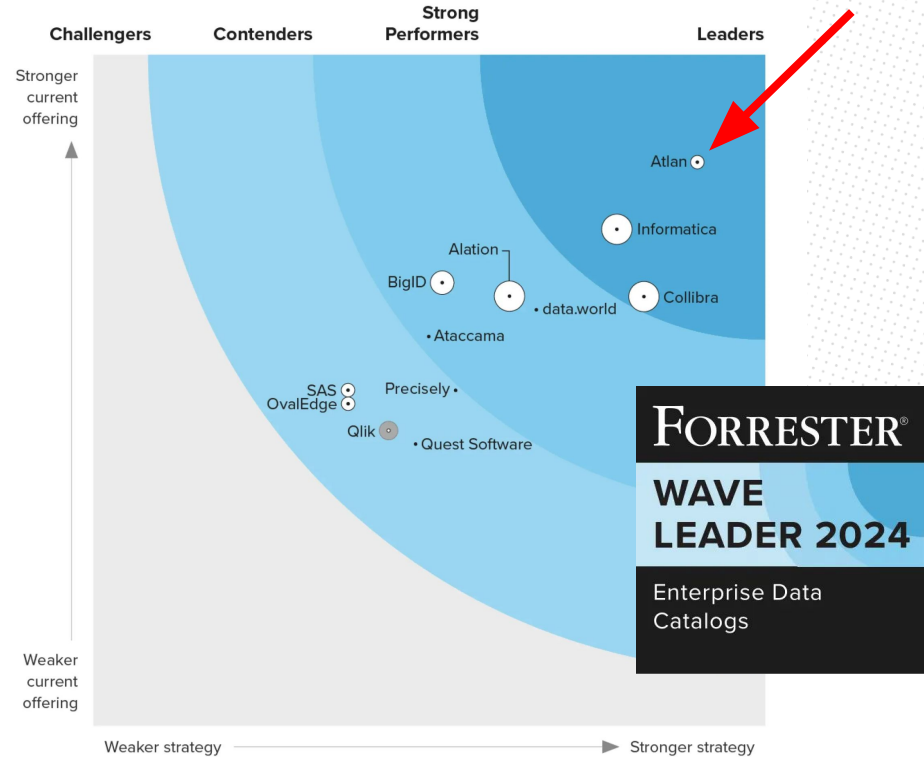 Challengers
Contenders
Strong
Performers
Leaders
Stronger
current
offering
Atlan
Informatica
Alation
BigID
Collibra
data.world
Ataccama
SAS
Precisely
OvalEdge
Qlik
Quest Software
FORRESTER®
WAVE
LEADER 2024
Enterprise Data
Catalogs
Weaker
current
offering
Weaker strategy
Stronger strategy